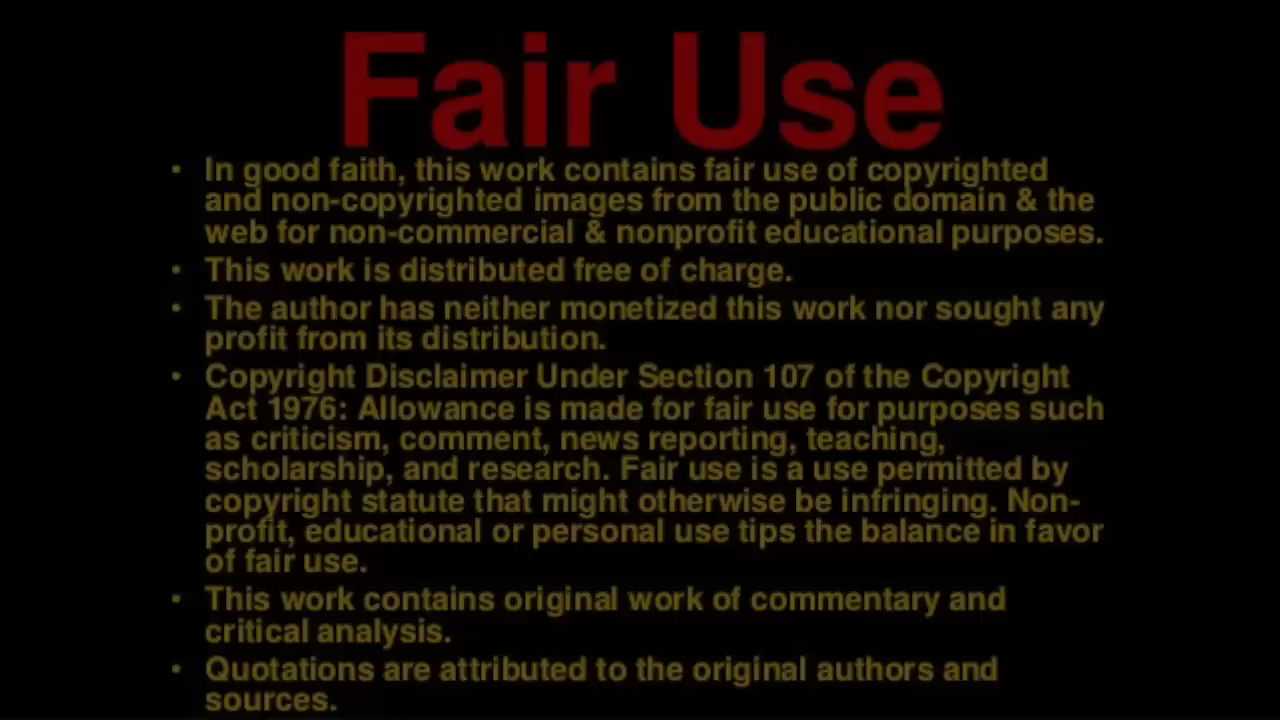 Fair Use
• In good faith, this work contains fair use of copyrighted
and non-copyrighted images from the public domain & the
web for non-commercial & nonprofit educational purposes.
• This work is distributed free of charge.
• The author has neither monetized this work nor sought any
profit from its distribution.
• Copyright Disclaimer Under Section 107 of the Copyright
Act 1976: Allowance is made for fair use for purposes such
as criticism, comment, news reporting, teaching,
scholarship, and research. Fair use is a use permitted by
copyright statute that might otherwise be infringing. Non-
profit, educational or personal use tips the balance in favor
of fair use.
• This work contains original work of commentary and
critical analysis.
• Quotations are attributed to the original authors and
sources.